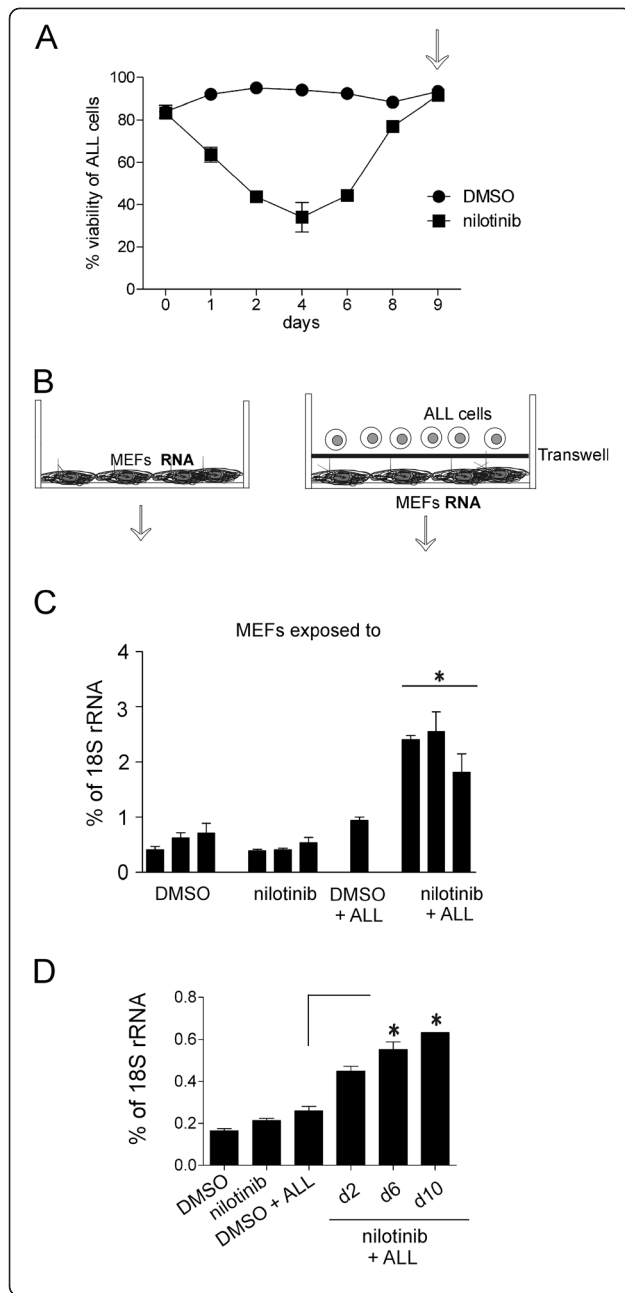 A
100
80
60
40
20
0
% viability of ALL cells
DMSO
nilotinib
0 1 2 4 6 8 9
days
B
MEFs RNA
ALL cells
Transwell
MEFs RNA
C
MEFs exposed to
4
3
2
1
0
% of 18S rRNA
*
DMSO nilotinib DMSO + ALL nilotinib + ALL
D
0.8
0.6
0.4
0.2
0.0
% of 18S rRNA
* *
DMSO nilotinib DMSO + ALL d2 d6 d10
nilotinib
+ ALL